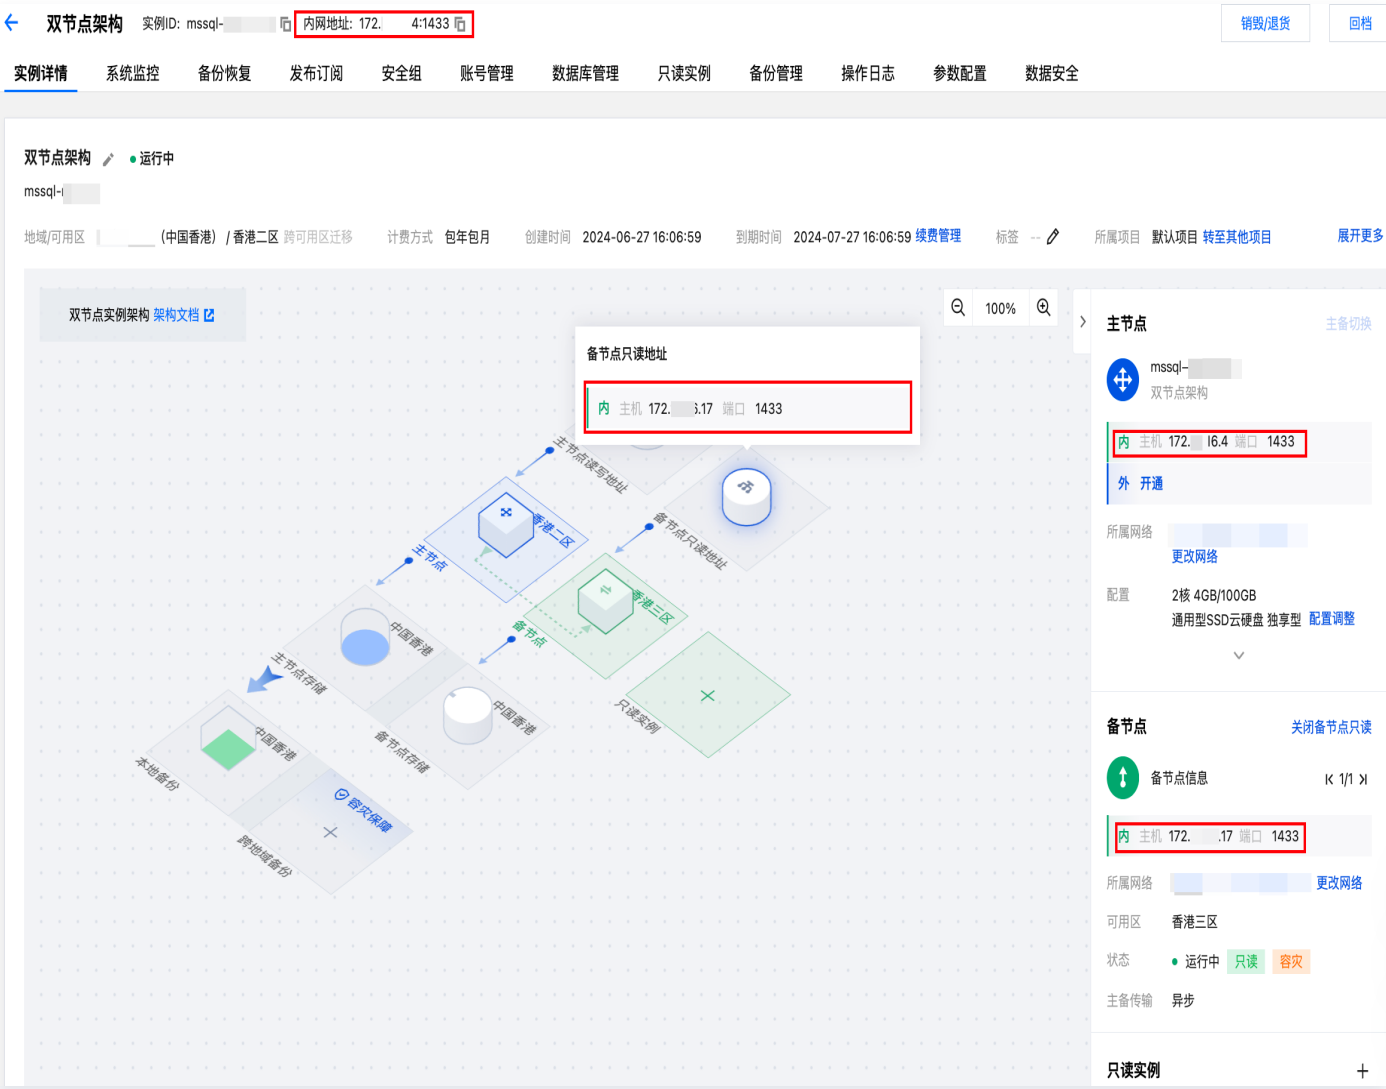 双节点架构 实例ID: mssql- 内网地址: 172. 4:1433 销毁/退货 回档
实例详情 系统监控 备份恢复 发布订阅 安全组 账号管理 数据库管理 只读实例 备份管理 操作日志 参数配置 数据安全
双节点架构 运行中
mssql-
地域/可用区 (中国香港) / 香港二区 跨可用区迁移 计费方式 包年包月 创建时间 2024-06-27 16:06:59 到期时间 2024-07-27 16:06:59 续费管理 标签 -- 所属项目 默认项目 转至其他项目 展开更多
双节点实例架构 架构文档
100%
备节点只读地址
内 主机 172. 6.17 端口 1433
主节点读写地址
备节点只读地址
香港二区
主节点
香港三区
备节点
中国香港
主节点存储
中国香港
备节点存储
只读实例
中国香港
本地备份
容灾保障
跨地域备份
主节点 主备切换
mssql-
双节点架构
内 主机 172. 16.4 端口 1433
外 开通
所属网络
更改网络
配置 2核 4GB/100GB
通用型SSD云硬盘 独享型 配置调整
备节点 关闭备节点只读
备节点信息 1/1
内 主机 172. .17 端口 1433
所属网络 更改网络
可用区 香港三区
状态 运行中 只读 容灾
主备传输 异步
只读实例